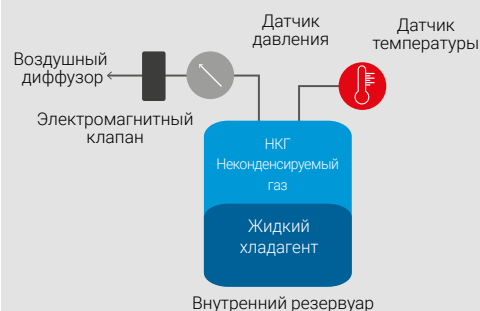 Датчик
давления
Датчик
температуры
Воздушный
диффузор
Электромагнитный
клапан
НКГ
Неконденсируемый
газ
Жидкий
хладагент
Внутренний резервуар